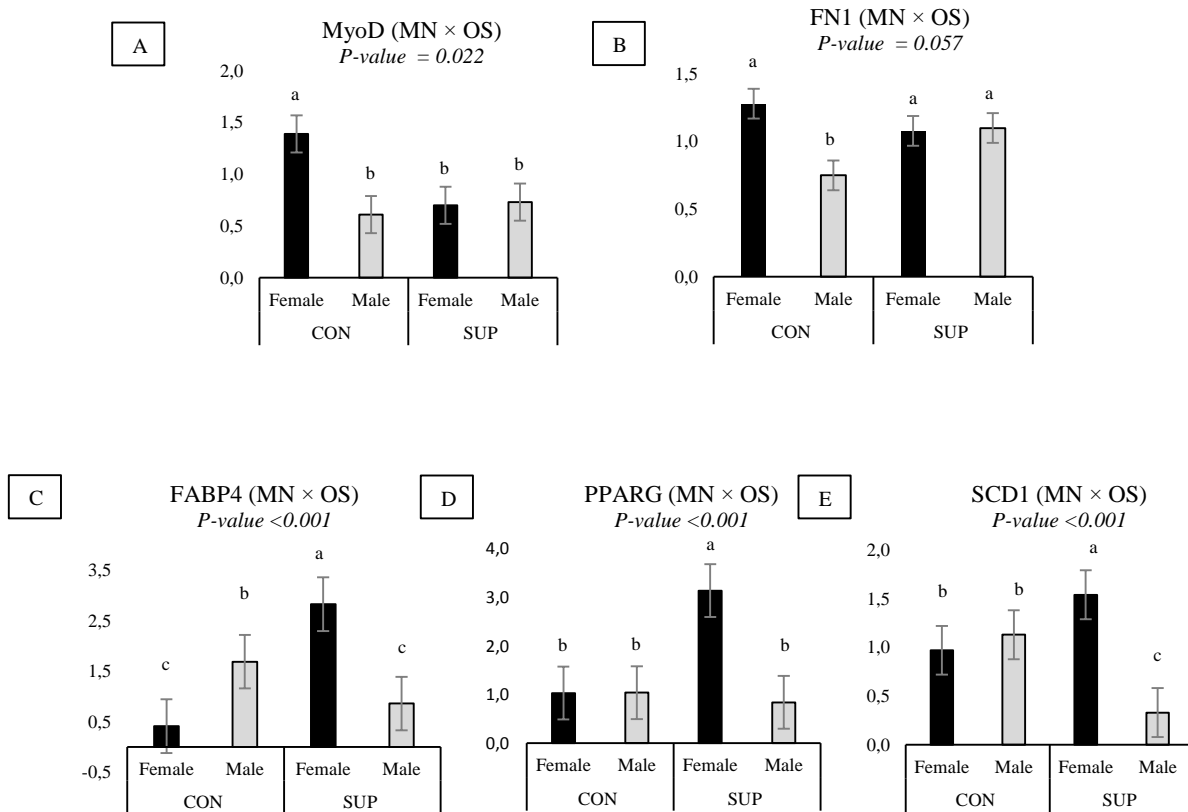 A
MyoD (MN × OS)
P-value = 0.022
2,0
1,5
1,0
0,5
0,0
a
b
b
b
Female Male Female Male
CON SUP
B
FN1 (MN × OS)
P-value = 0.057
1,5
1,0
0,5
0,0
a
b
a
a
Female Male Female Male
CON SUP
C
FABP4 (MN × OS)
P-value <0.001
3,5
2,5
1,5
0,5
-0,5
c
b
a
c
Female Male Female Male
CON SUP
D
PPARG (MN × OS)
P-value <0.001
4,0
3,0
2,0
1,0
0,0
b
b
a
b
Female Male Female Male
CON SUP
E
SCD1 (MN × OS)
P-value <0.001
2,0
1,5
1,0
0,5
0,0
b
b
a
c
Female Male Female Male
CON SUP